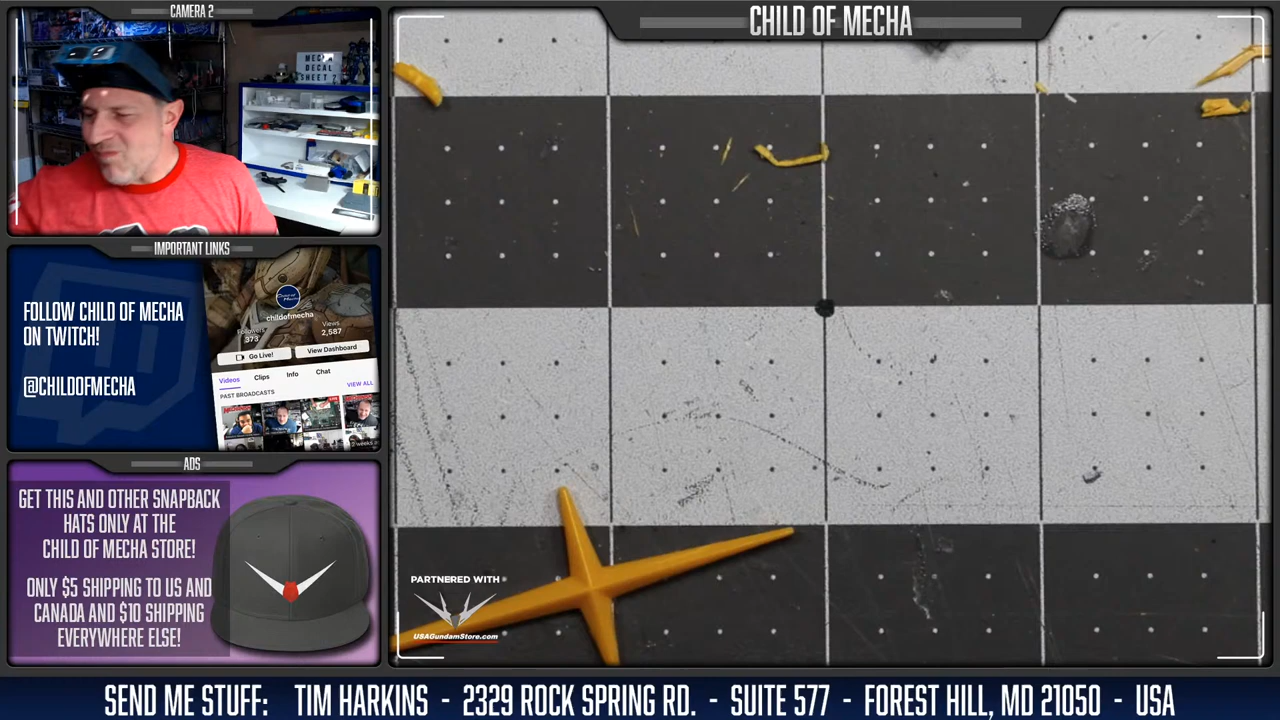 CAMERA 2
CHILD OF MECHA
MECHA
DECAL
SHEET ?
IMPORTANT LINKS
FOLLOW CHILD OF MECHA
ON TWITCH!
@CHILDOFMECHA
childofmecha
Followers
373
Views
2,587
Go Live!
View Dashboard
Videos
Clips
Info
Chat
PAST BROADCASTS
VIEW ALL
ADS
GET THIS AND OTHER SNAPBACK
HATS ONLY AT THE
CHILD OF MECHA STORE!
ONLY $5 SHIPPING TO US AND
CANADA AND $10 SHIPPING
EVERYWHERE ELSE!
PARTNERED WITH
USAGundamStore.com
SEND ME STUFF: TIM HARKINS - 2329 ROCK SPRING RD. - SUITE 577 - FOREST HILL, MD 21050 - USA